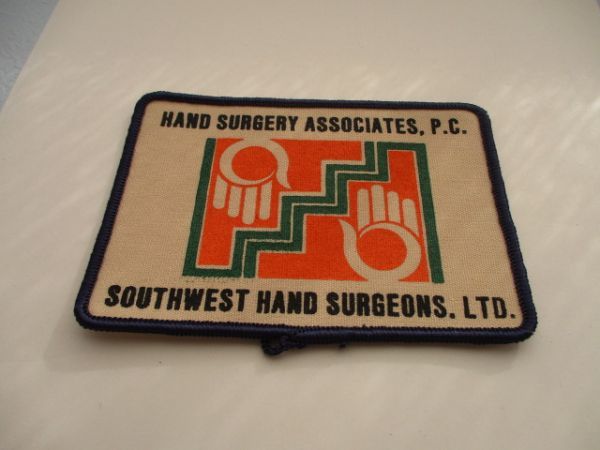 HAND SURGERY ASSOCIATES, P.C.
SOUTHWEST HAND SURGEONS. LTD.